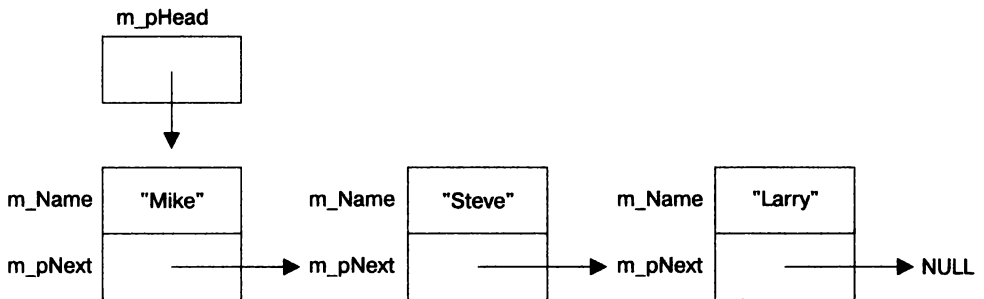 m_pHead
m_Name "Mike" m_Name "Steve" m_Name "Larry"
m_pNext m_pNext m_pNext NULL